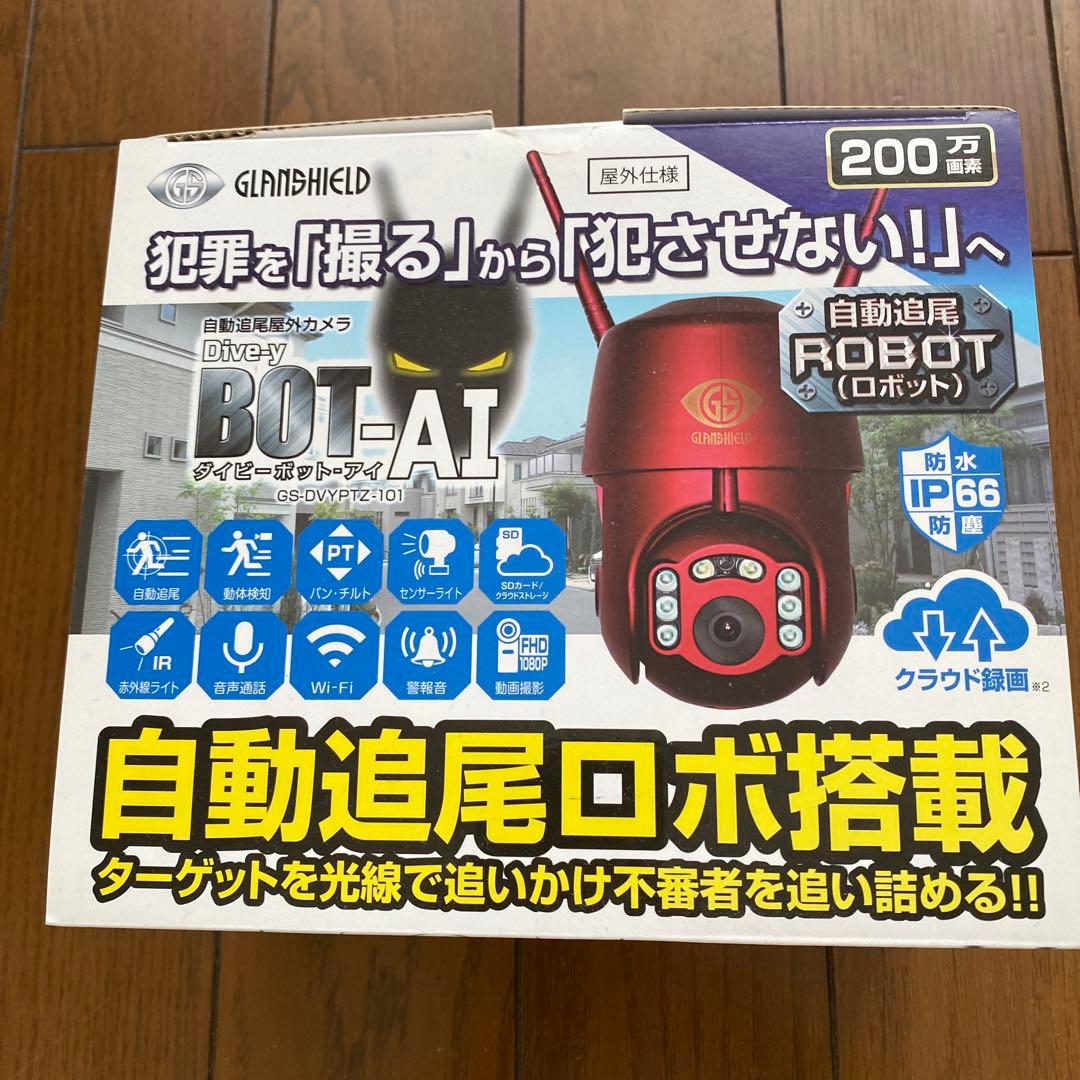 GS GLANSHIELD
屋外仕様
200万画素
犯罪を「撮る」から「犯させない!」へ
自動追尾屋外カメラ
Dive-y
BOT-AI
ダイビーボット・アイ
GS-DVYPTZ-101
自動追尾
ROBOT
(ロボット)
GS
GLANSHIELD
防水
IP66
防塵
自動追尾
動体検知
PT
パン・チルト
センサーライト
SD
SDカード/
クラウドストレージ
IR
赤外線ライト
音声通話
Wi-Fi
警報音
FHD
1080P
動画撮影
クラウド録画※2
自動追尾ロボ搭載
ターゲットを光線で追いかけ不審者を追い詰める!!